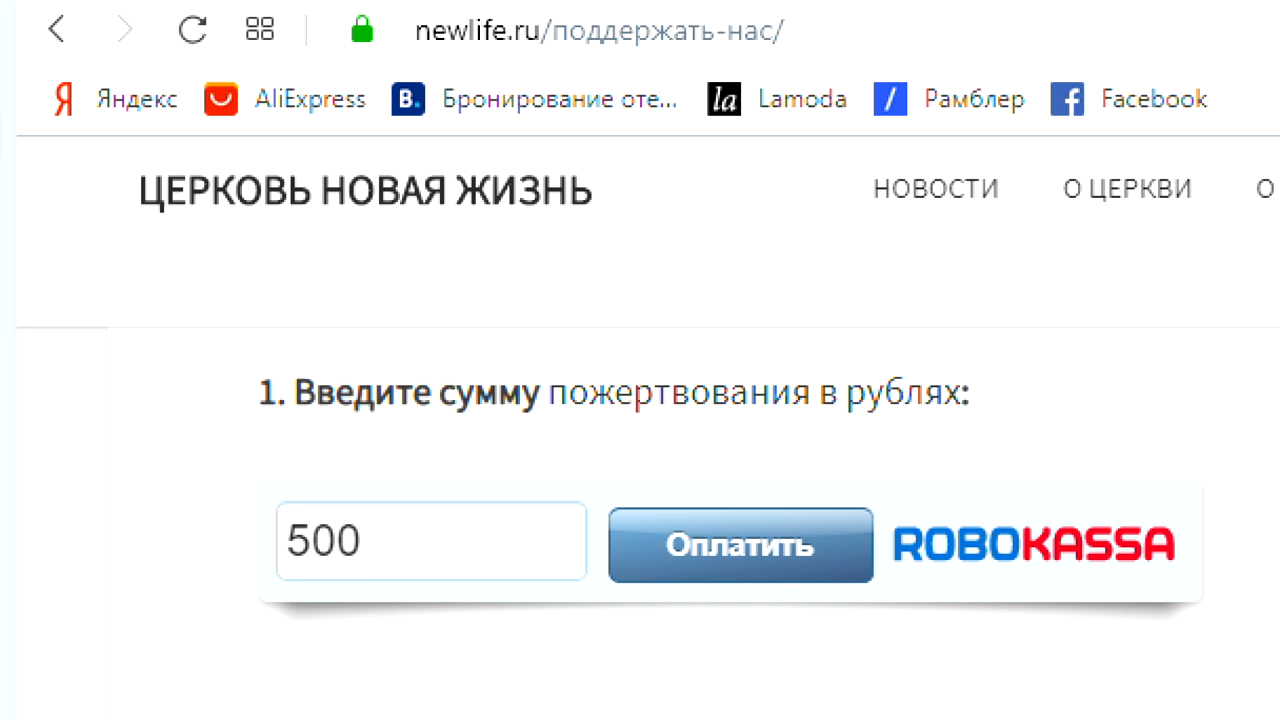 newlife.ru/поддержать-нас/
Я Яндекс AliExpress B. Бронирование оте... la Lamoda / Рамблер f Facebook
ЦЕРКОВЬ НОВАЯ ЖИЗНЬ НОВОСТИ О ЦЕРКВИ О
1. Введите сумму пожертвования в рублях:
500 Оплатить ROBOKASSA